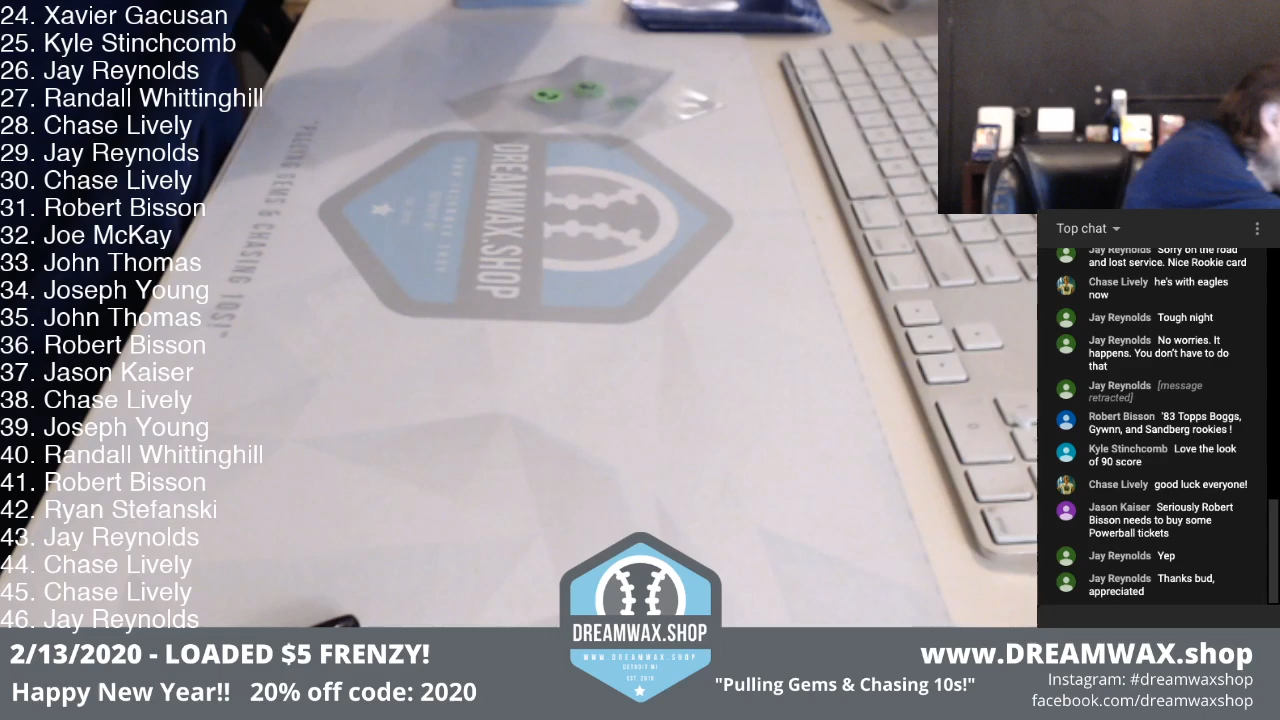 24. Xavier Gacusan
25. Kyle Stinchcomb
26. Jay Reynolds
27. Randall Whittinghill
28. Chase Lively
29. Jay Reynolds
30. Chase Lively
31. Robert Bisson
32. Joe McKay
33. John Thomas
34. Joseph Young
35. John Thomas
36. Robert Bisson
37. Jason Kaiser
38. Chase Lively
39. Joseph Young
40. Randall Whittinghill
41. Robert Bisson
42. Ryan Stefanski
43. Jay Reynolds
44. Chase Lively
45. Chase Lively
46. Jay Reynolds
"PULLING GEMS & CHASING 10S!"
DREAMWAX.SHOP
Top chat
Jay Reynolds Sorry on the road
and lost service. Nice Rookie card
Chase Lively he's with eagles
now
Jay Reynolds Tough night
Jay Reynolds No worries. It
happens. You don't have to do
that
Jay Reynolds [message
retracted]
Robert Bisson '83 Topps Boggs,
Gywnn, and Sandberg rookies !
Kyle Stinchcomb Love the look
of 90 score
Chase Lively good luck everyone!
Jason Kaiser Seriously Robert
Bisson needs to buy some
Powerball tickets
Jay Reynolds Yep
Jay Reynolds Thanks bud,
appreciated
2/13/2020 - LOADED $5 FRENZY!
Happy New Year!! 20% off code: 2020
DREAMWAX.SHOP
WWW.DREAMWAX.SHOP
DETROIT MI
EST. 2016
"Pulling Gems & Chasing 10s!"
www.DREAMWAX.shop
Instagram: #dreamwaxshop
facebook.com/dreamwaxshop